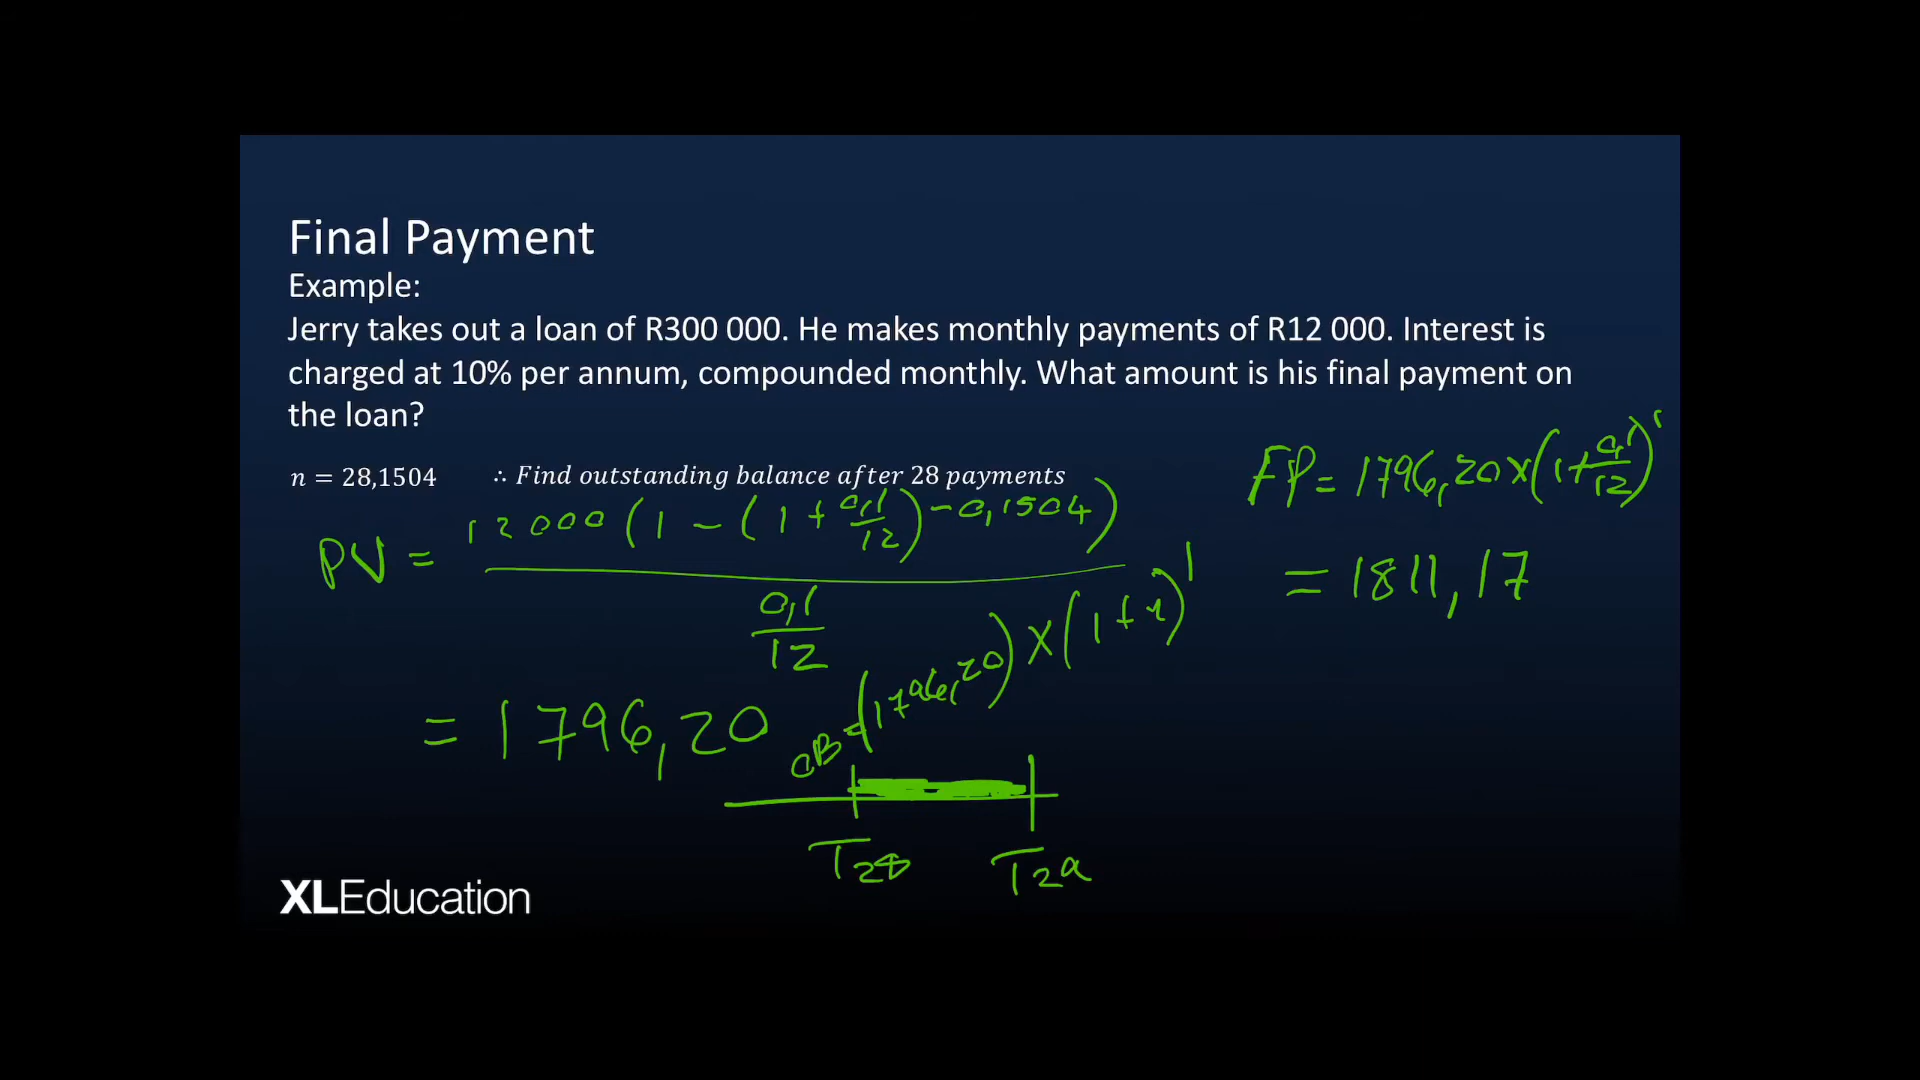 Final Payment
Example:
Jerry takes out a loan of R300 000. He makes monthly payments of R12 000. Interest is
charged at 10% per annum, compounded monthly. What amount is his final payment on
the loan?
n = 28,1504 ∴ Find outstanding balance after 28 payments
PV = 12000(1 - (1 + 0,1/12)^-0,1504) / (0,1/12)
= 1796,20
OB = (1796,20) × (1 + i)^1
T28 T29
FP = 1796,20 × (1 + 0,1/12)^1
= 1811,17
XLEducation